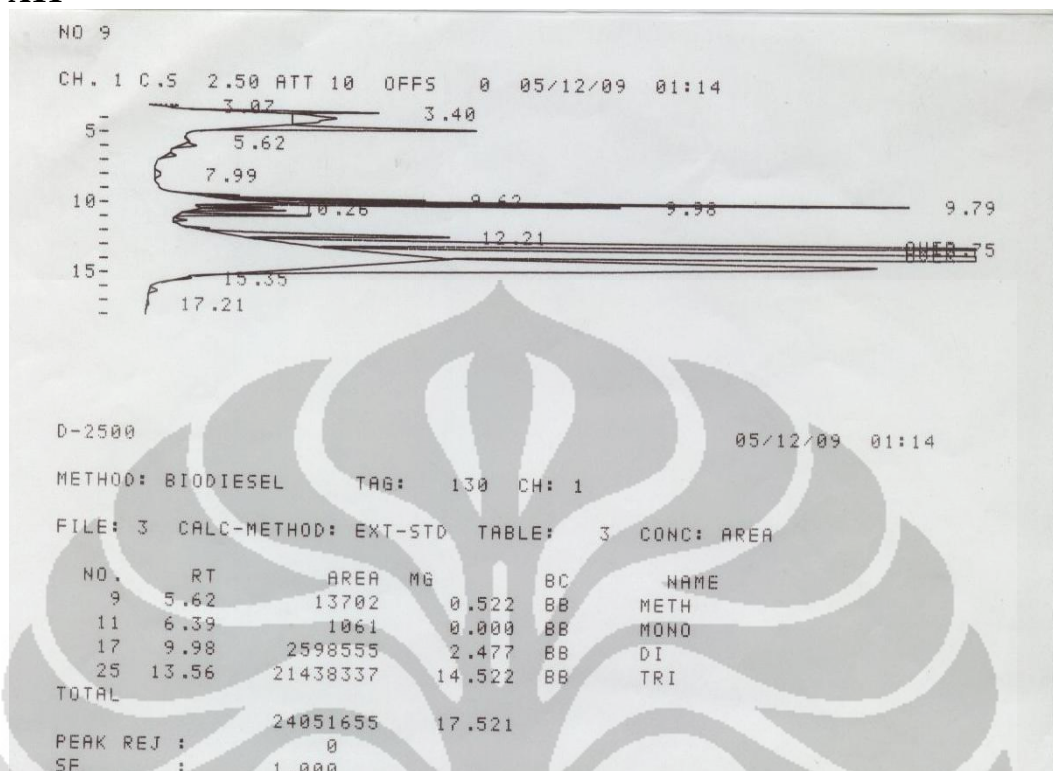 NO 9
CH. 1 C.S 2.50 ATT 10 OFFS 0 05/12/09 01:14
3.07
3.40
5-
5.62
7.99
10-
10.26 9.62 9.98 9.79
12.21
OVER .75
15-
15.35
17.21
D-2500 05/12/09 01:14
METHOD: BIODIESEL TAG: 130 CH: 1
FILE: 3 CALC-METHOD: EXT-STD TABLE: 3 CONC: AREA
NO. RT AREA MG BC NAME
9 5.62 13702 0.522 BB METH
11 6.39 1061 0.000 BB MONO
17 9.98 2598555 2.477 BB DI
25 13.56 21438337 14.522 BB TRI
TOTAL
24051655 17.521
PEAK REJ : 0
SF : 1.000